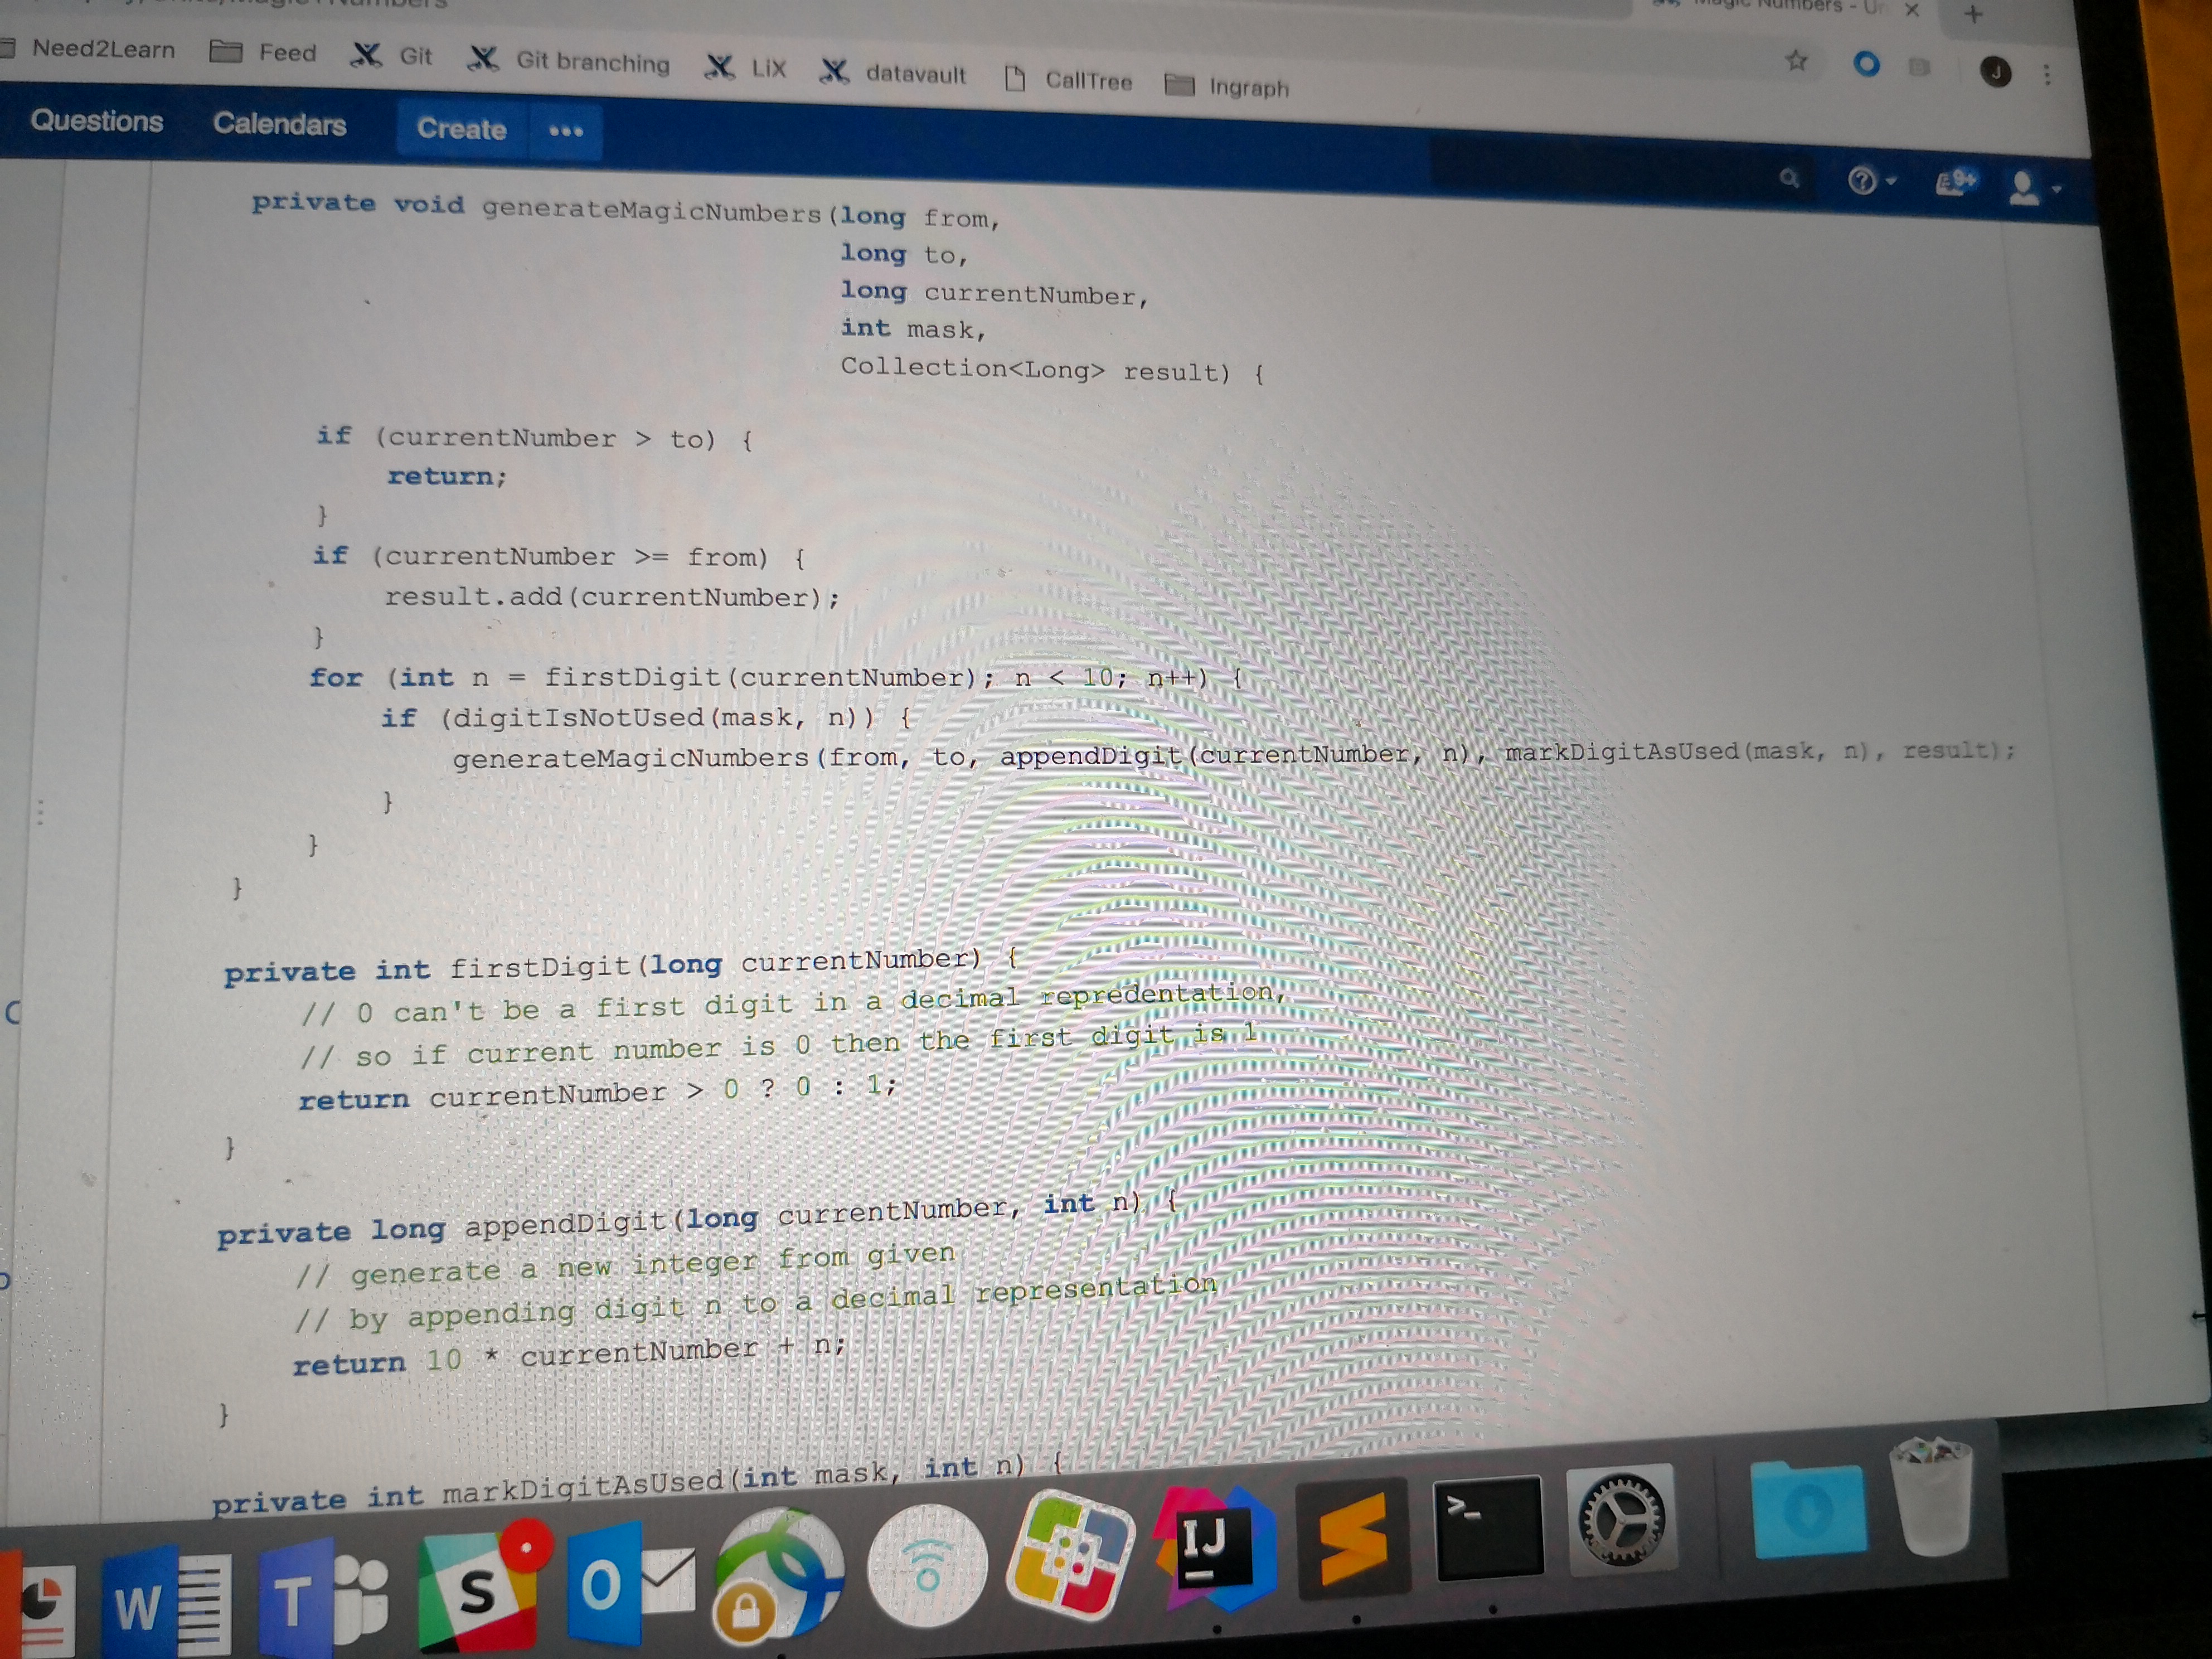 Numbers - Ur
Need2Learn Feed Git Git branching LiX datavault CallTree Ingraph J
Questions Calendars Create ••• ? 9+
private void generateMagicNumbers(long from,
long to,
long currentNumber,
int mask,
Collection<Long> result) {
if (currentNumber > to) {
return;
}
if (currentNumber >= from) {
result.add(currentNumber);
}
for (int n = firstDigit(currentNumber); n < 10; n++) {
if (digitIsNotUsed(mask, n)) {
generateMagicNumbers(from, to, appendDigit(currentNumber, n), markDigitAsUsed(mask, n), result);
}
}
}
private int firstDigit(long currentNumber) {
// 0 can't be a first digit in a decimal repredentation,
// so if current number is 0 then the first digit is 1
return currentNumber > 0 ? 0 : 1;
}
private long appendDigit(long currentNumber, int n) {
// generate a new integer from given
// by appending digit n to a decimal representation
return 10 * currentNumber + n;
}
private int markDigitAsUsed(int mask, int n) {
W T S O IJ >_